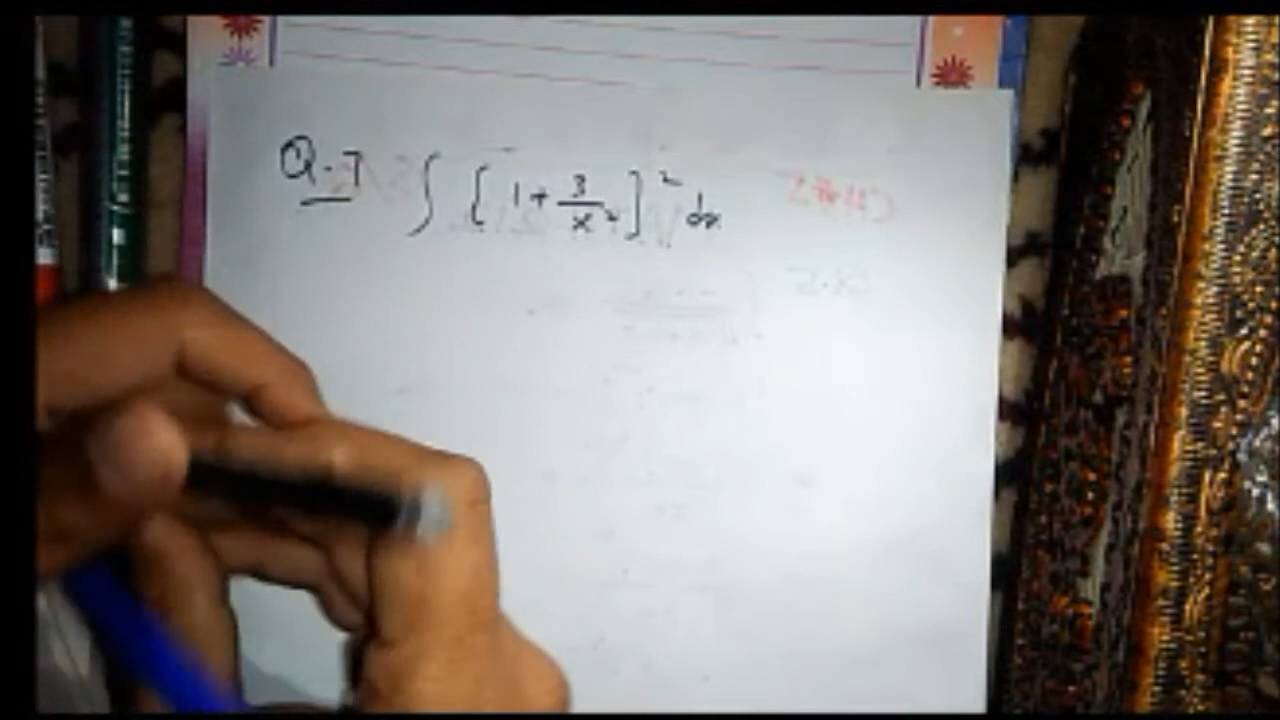 Q.7 ∫ [1 + 3/x²]² dx